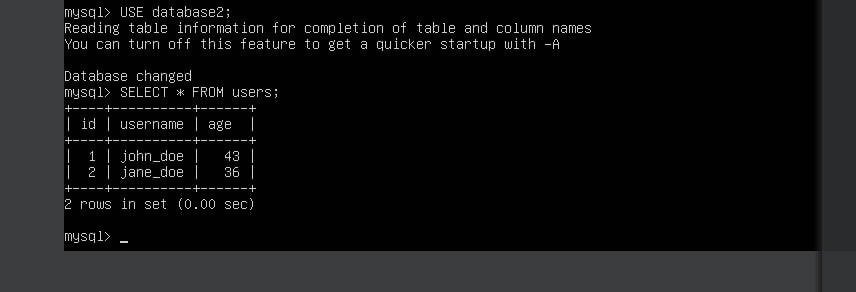 mysql> USE database2;
Reading table information for completion of table and column names
You can turn off this feature to get a quicker startup with -A
Database changed
mysql> SELECT * FROM users;
+----+----------+------+
| id | username | age  |
+----+----------+------+
|  1 | john_doe |   43 |
|  2 | jane_doe |   36 |
+----+----------+------+
2 rows in set (0.00 sec)
mysql> _